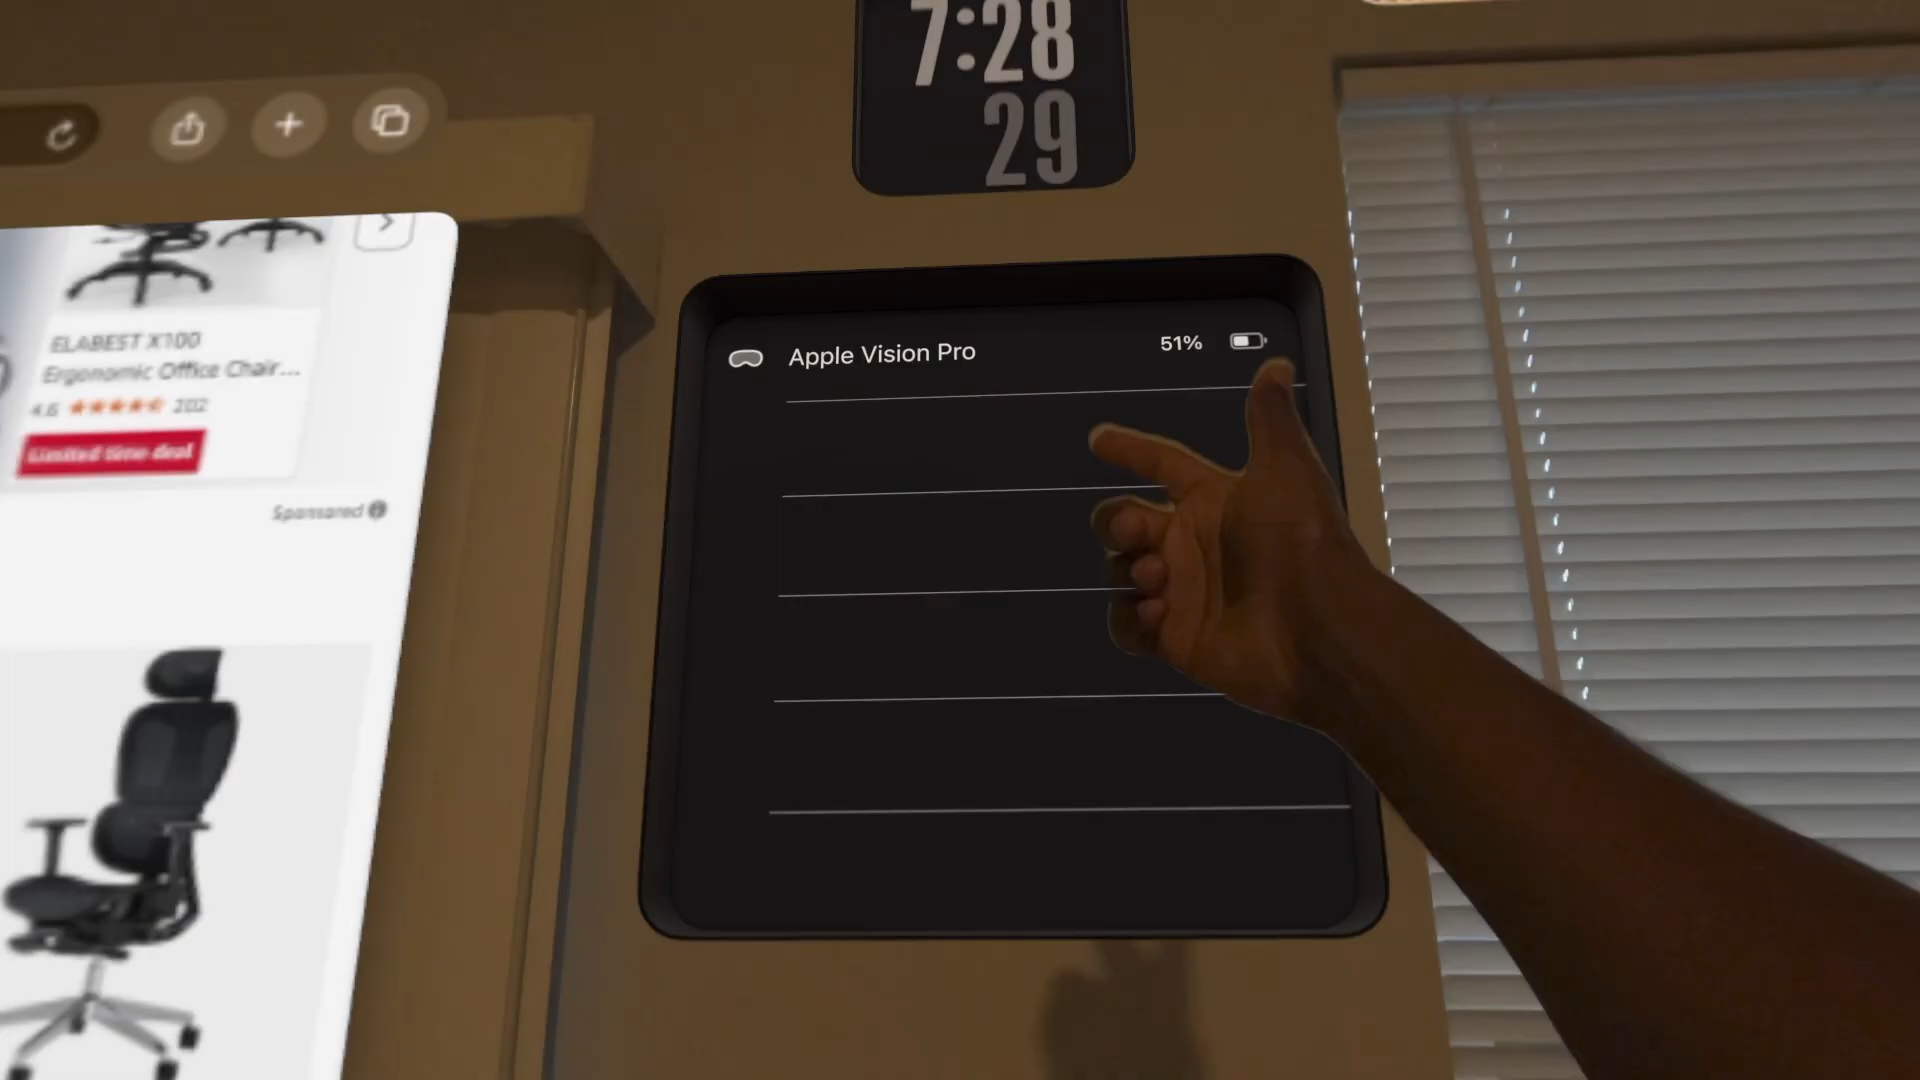 7:28
29
ELABEST X100
Ergonomic Office Chair...
4.6 202
Limited time deal
Sponsored
Apple Vision Pro
51%